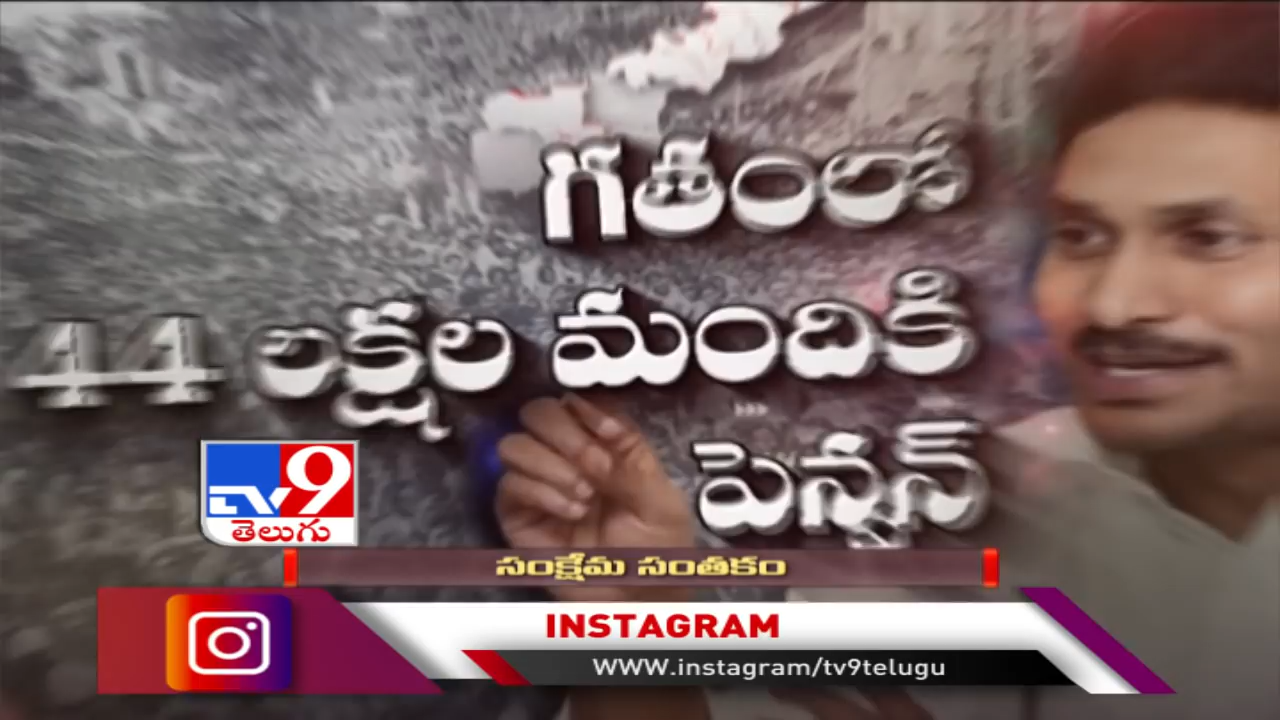 గతంలో
44 లక్షల మందికి
పెన్షన్
TV9
తెలుగు
సంక్షేమ సంతకం
INSTAGRAM
WWW.instagram/tv9telugu